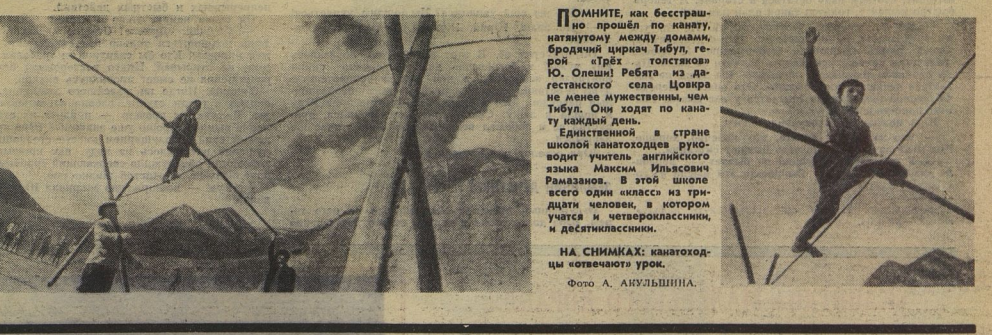 ПОМНИТЕ, как бесстраш-
но прошёл по канату,
натянутому между домами,
бродячий циркач Тибул, ге-
рой «Трёх толстяков»
Ю. Олеши! Ребята из да-
гестанского села Цовкра
не менее мужественны, чем
Тибул. Они ходят по кана-
ту каждый день.
Единственной в стране
школой канатоходцев руко-
водит учитель английского
языка Максим Ильясович
Рамазанов. В этой школе
всего один «класс» из три-
дцати человек, в котором
учатся и четвероклассники,
и десятиклассники.
НА СНИМКАХ: канатоход-
цы «отвечают» урок.
Фото А. АКУЛЬШИНА.